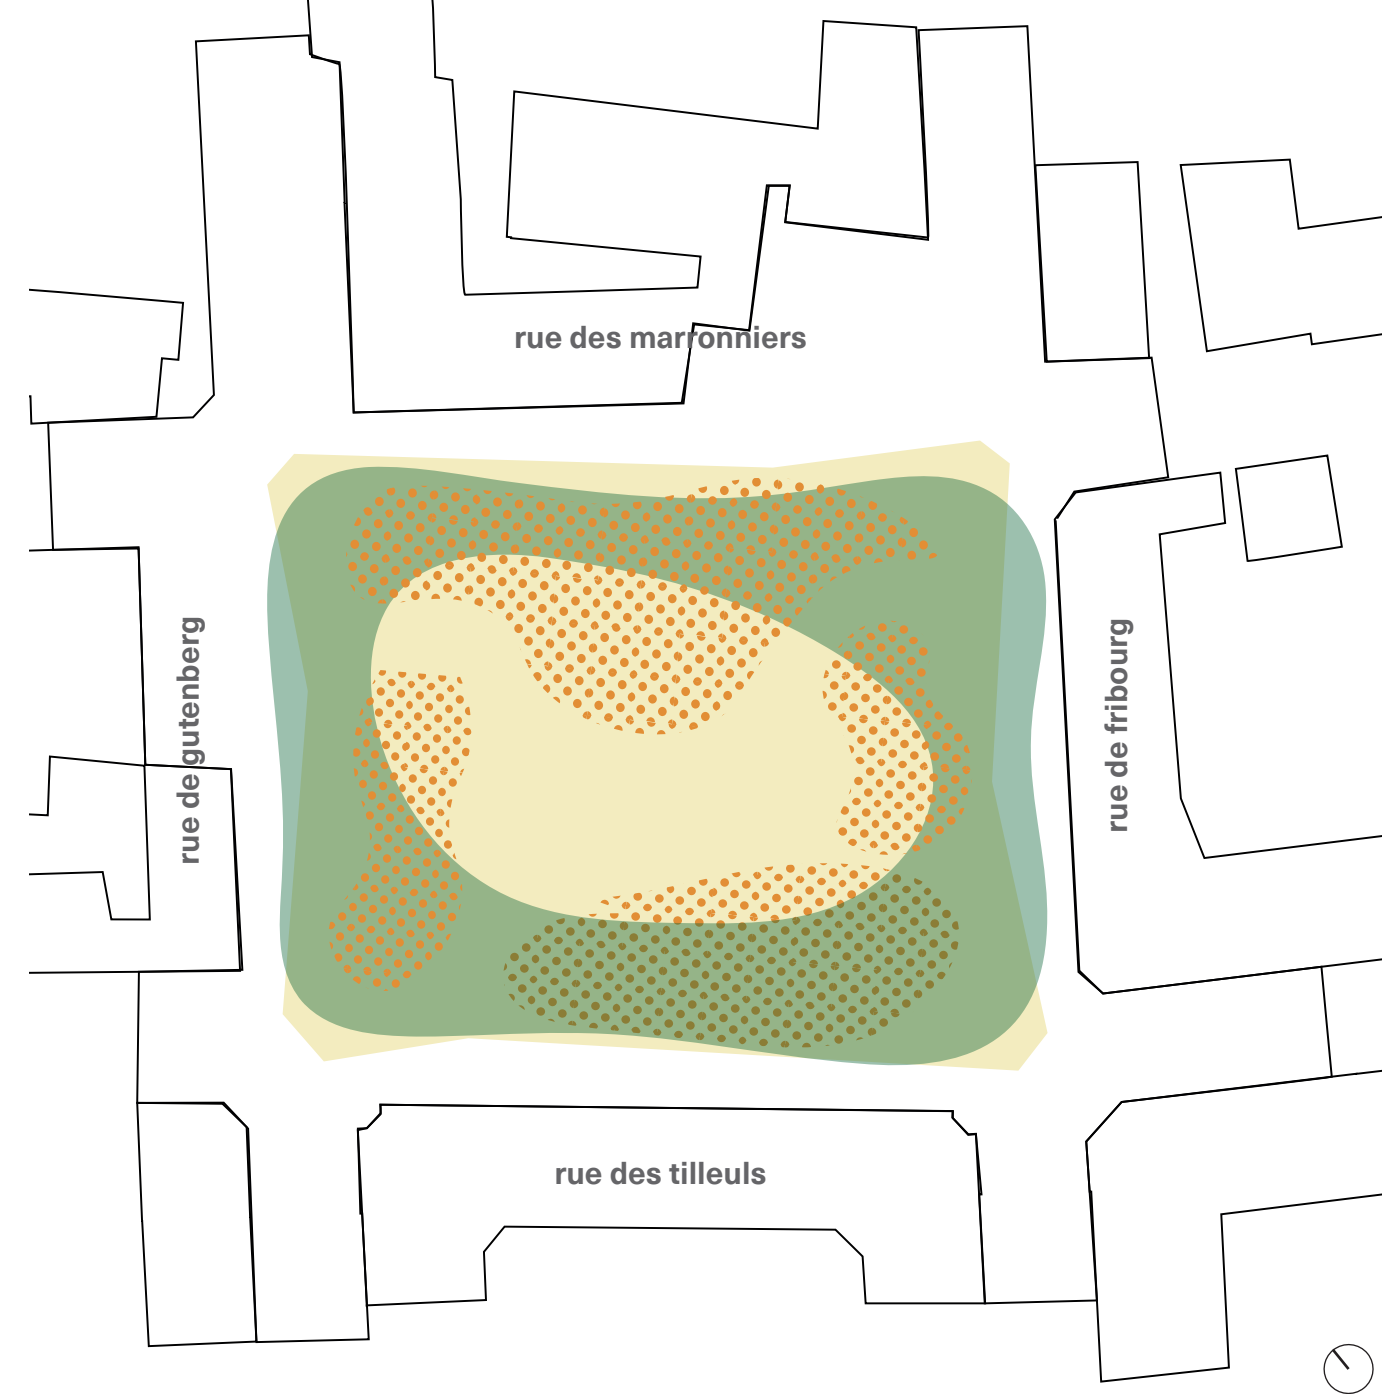 rue des marronniers
rue de gutenberg
rue de fribourg
rue des tilleuls